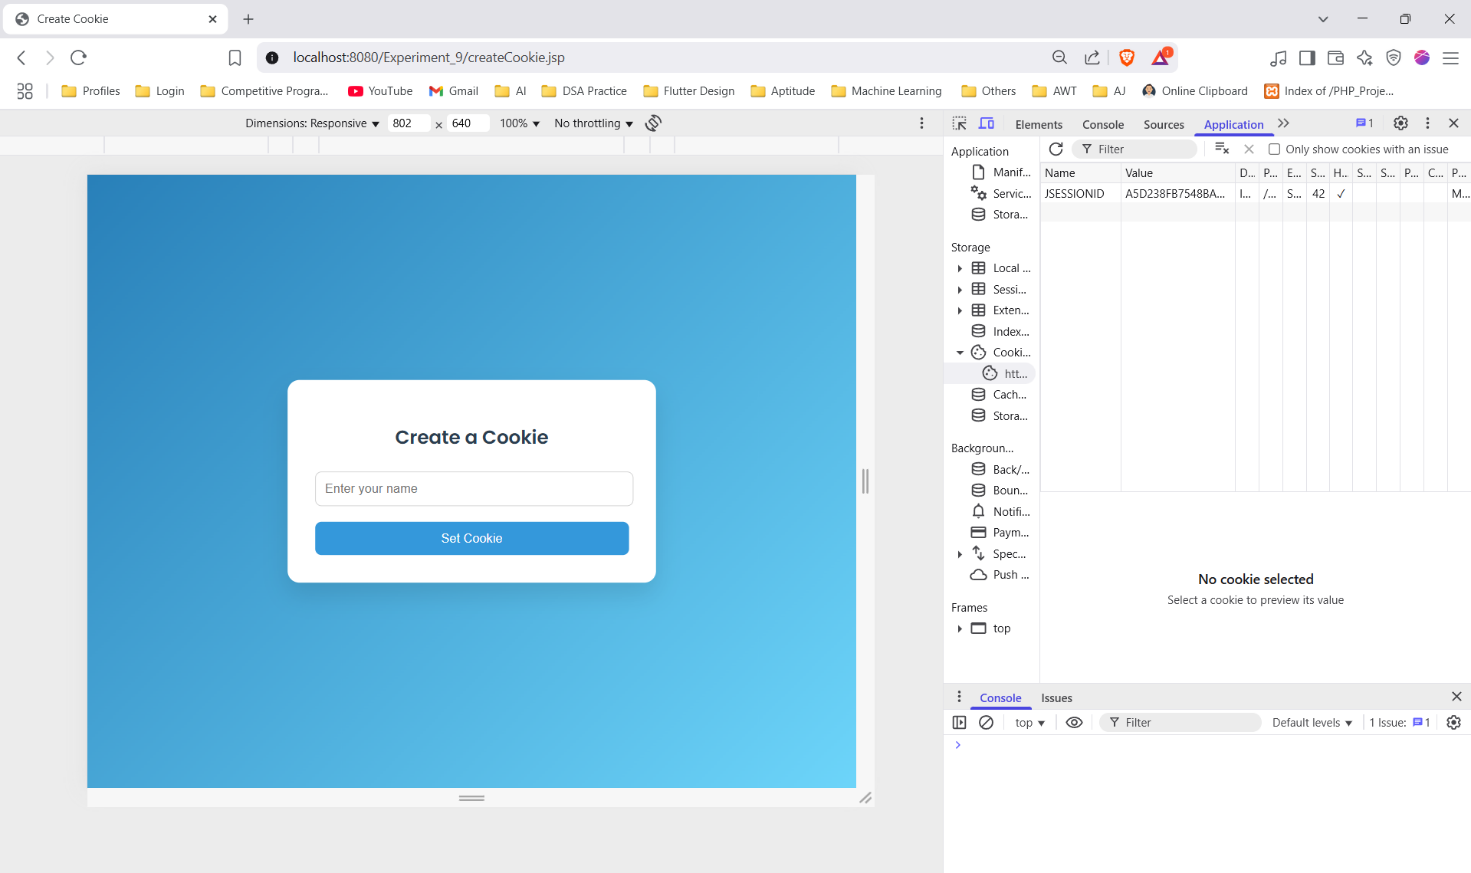 Create Cookie
localhost:8080/Experiment_9/createCookie.jsp
1
Profiles
Login
Competitive Progra...
YouTube
Gmail
AI
DSA Practice
Flutter Design
Aptitude
Machine Learning
Others
AWT
AJ
Online Clipboard
Index of /PHP_Proje...
Dimensions: Responsive
802 × 640
100%
No throttling
Create a Cookie
Enter your name
Set Cookie
Elements
Console
Sources
Application
1
Application
Manif...
Servic...
Stora...
Storage
Local ...
Sessi...
Exten...
Index...
Cooki...
htt...
Cach...
Stora...
Backgroun...
Back/...
Boun...
Notifi...
Paym...
Spec...
Push ...
Frames
top
Filter
Only show cookies with an issue
Name Value D... P... E... S... H.. S... S... P... C... P...
JSESSIONID A5D238FB7548BA... l... /... S... 42 ✓ M...
No cookie selected
Select a cookie to preview its value
Console
Issues
top
Filter
Default levels
1 Issue: 1